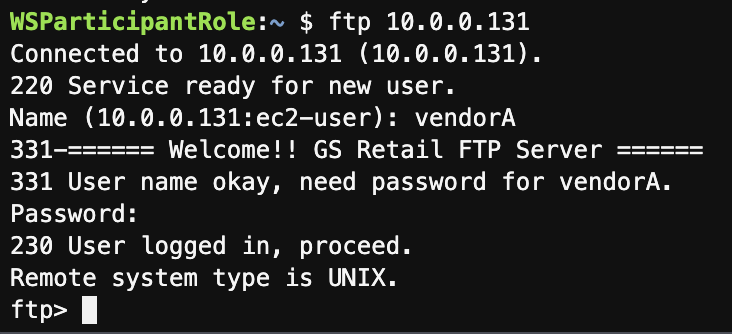 WSParticipantRole:~ $ ftp 10.0.0.131
Connected to 10.0.0.131 (10.0.0.131).
220 Service ready for new user.
Name (10.0.0.131:ec2-user): vendorA
331-====== Welcome!! GS Retail FTP Server ======
331 User name okay, need password for vendorA.
Password:
230 User logged in, proceed.
Remote system type is UNIX.
ftp>